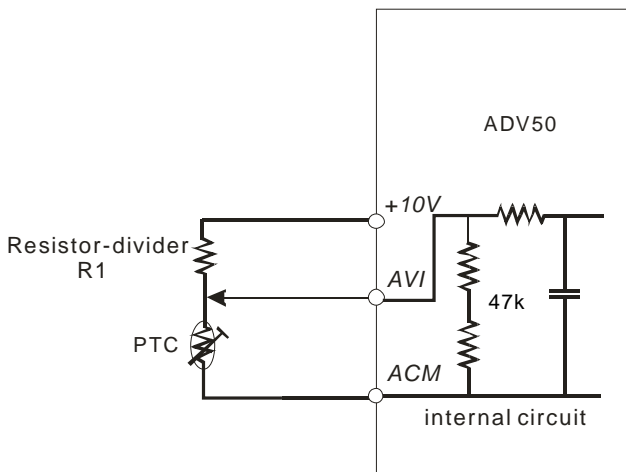 ADV50
+10V
Resistor-divider
R1
AVI
47k
PTC
ACM
internal circuit